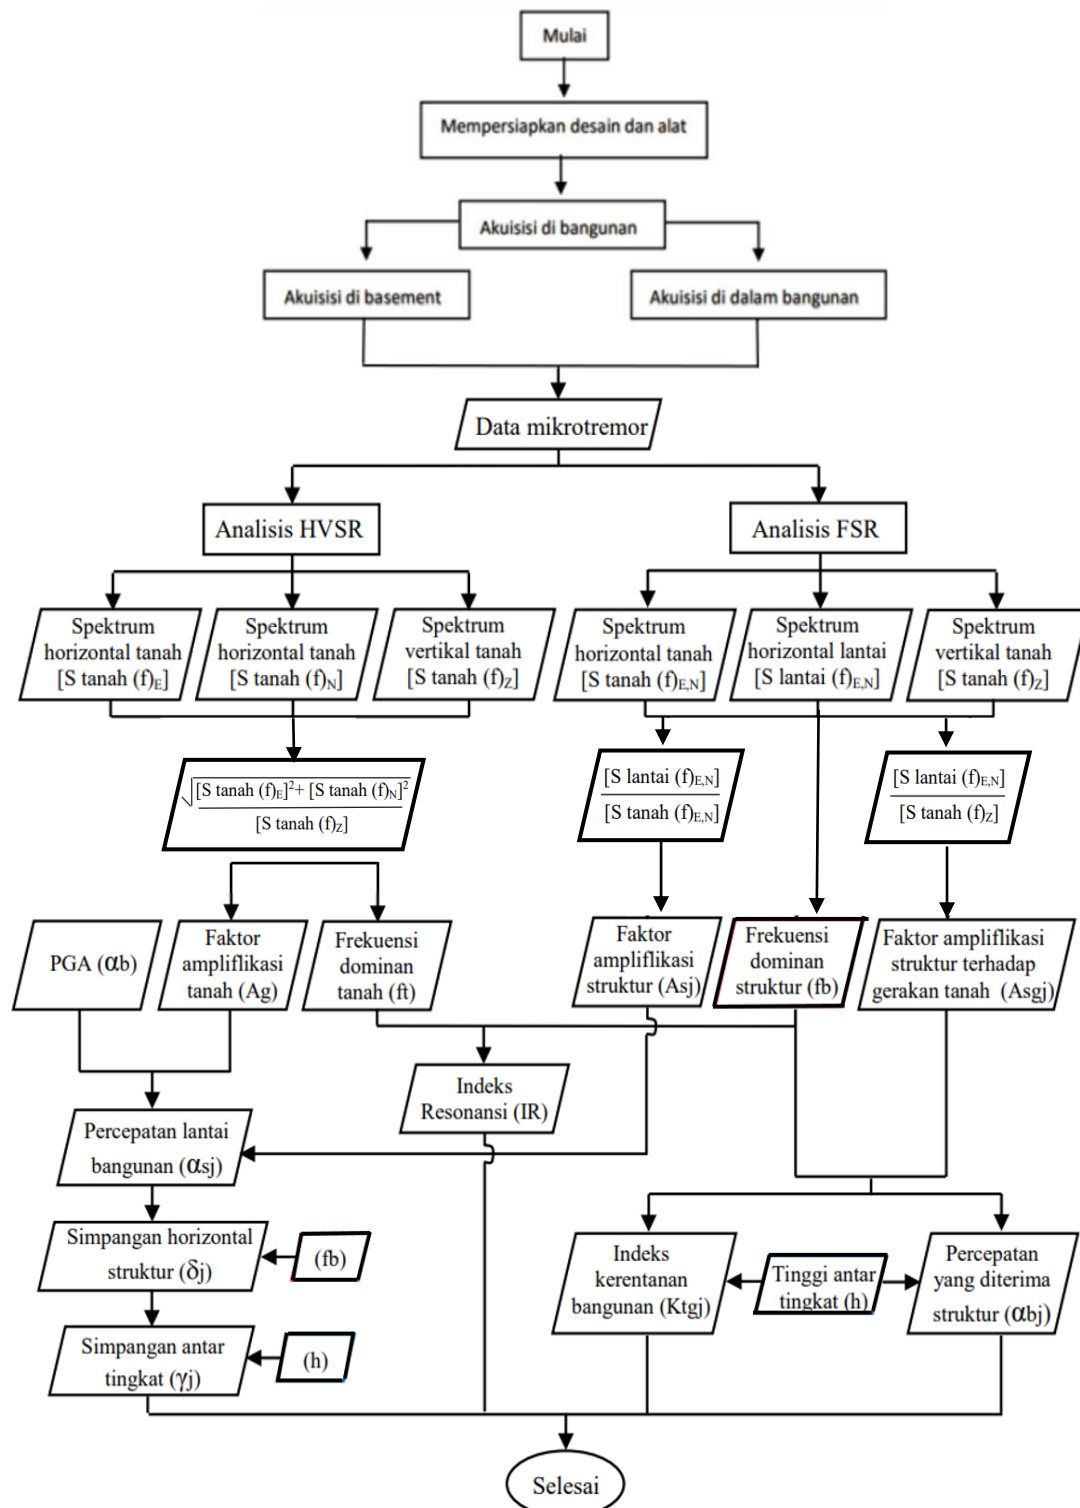 Mulai
Mempersiapkan desain dan alat
Akuisisi di bangunan
Akuisisi di basement
Akuisisi di dalam bangunan
Data mikrotremor
Analisis HVSR
Analisis FSR
Spektrum
horizontal tanah
[S tanah (f)E]
Spektrum
horizontal tanah
[S tanah (f)N]
Spektrum
vertikal tanah
[S tanah (f)Z]
Spektrum
horizontal tanah
[S tanah (f)E,N]
Spektrum
horizontal lantai
[S lantai (f)E,N]
Spektrum
vertikal tanah
[S tanah (f)Z]
√[S tanah (f)E]²+ [S tanah (f)N]²
[S tanah (f)Z]
[S lantai (f)E,N]
[S tanah (f)E,N]
[S lantai (f)E,N]
[S tanah (f)Z]
PGA (αb)
Faktor
ampliflikasi
tanah (Ag)
Frekuensi
dominan
tanah (ft)
Faktor
amplifikasi
struktur (Asj)
Frekuensi
dominan
struktur (fb)
Faktor amplifikasi
struktur terhadap
gerakan tanah (Asgj)
Indeks
Resonansi (IR)
Percepatan lantai
bangunan (αsj)
Simpangan horizontal
struktur (δj)
(fb)
Indeks
kerentanan
bangunan (Ktgj)
Tinggi antar
tingkat (h)
Percepatan
yang diterima
struktur (αbj)
Simpangan antar
tingkat (γj)
(h)
Selesai